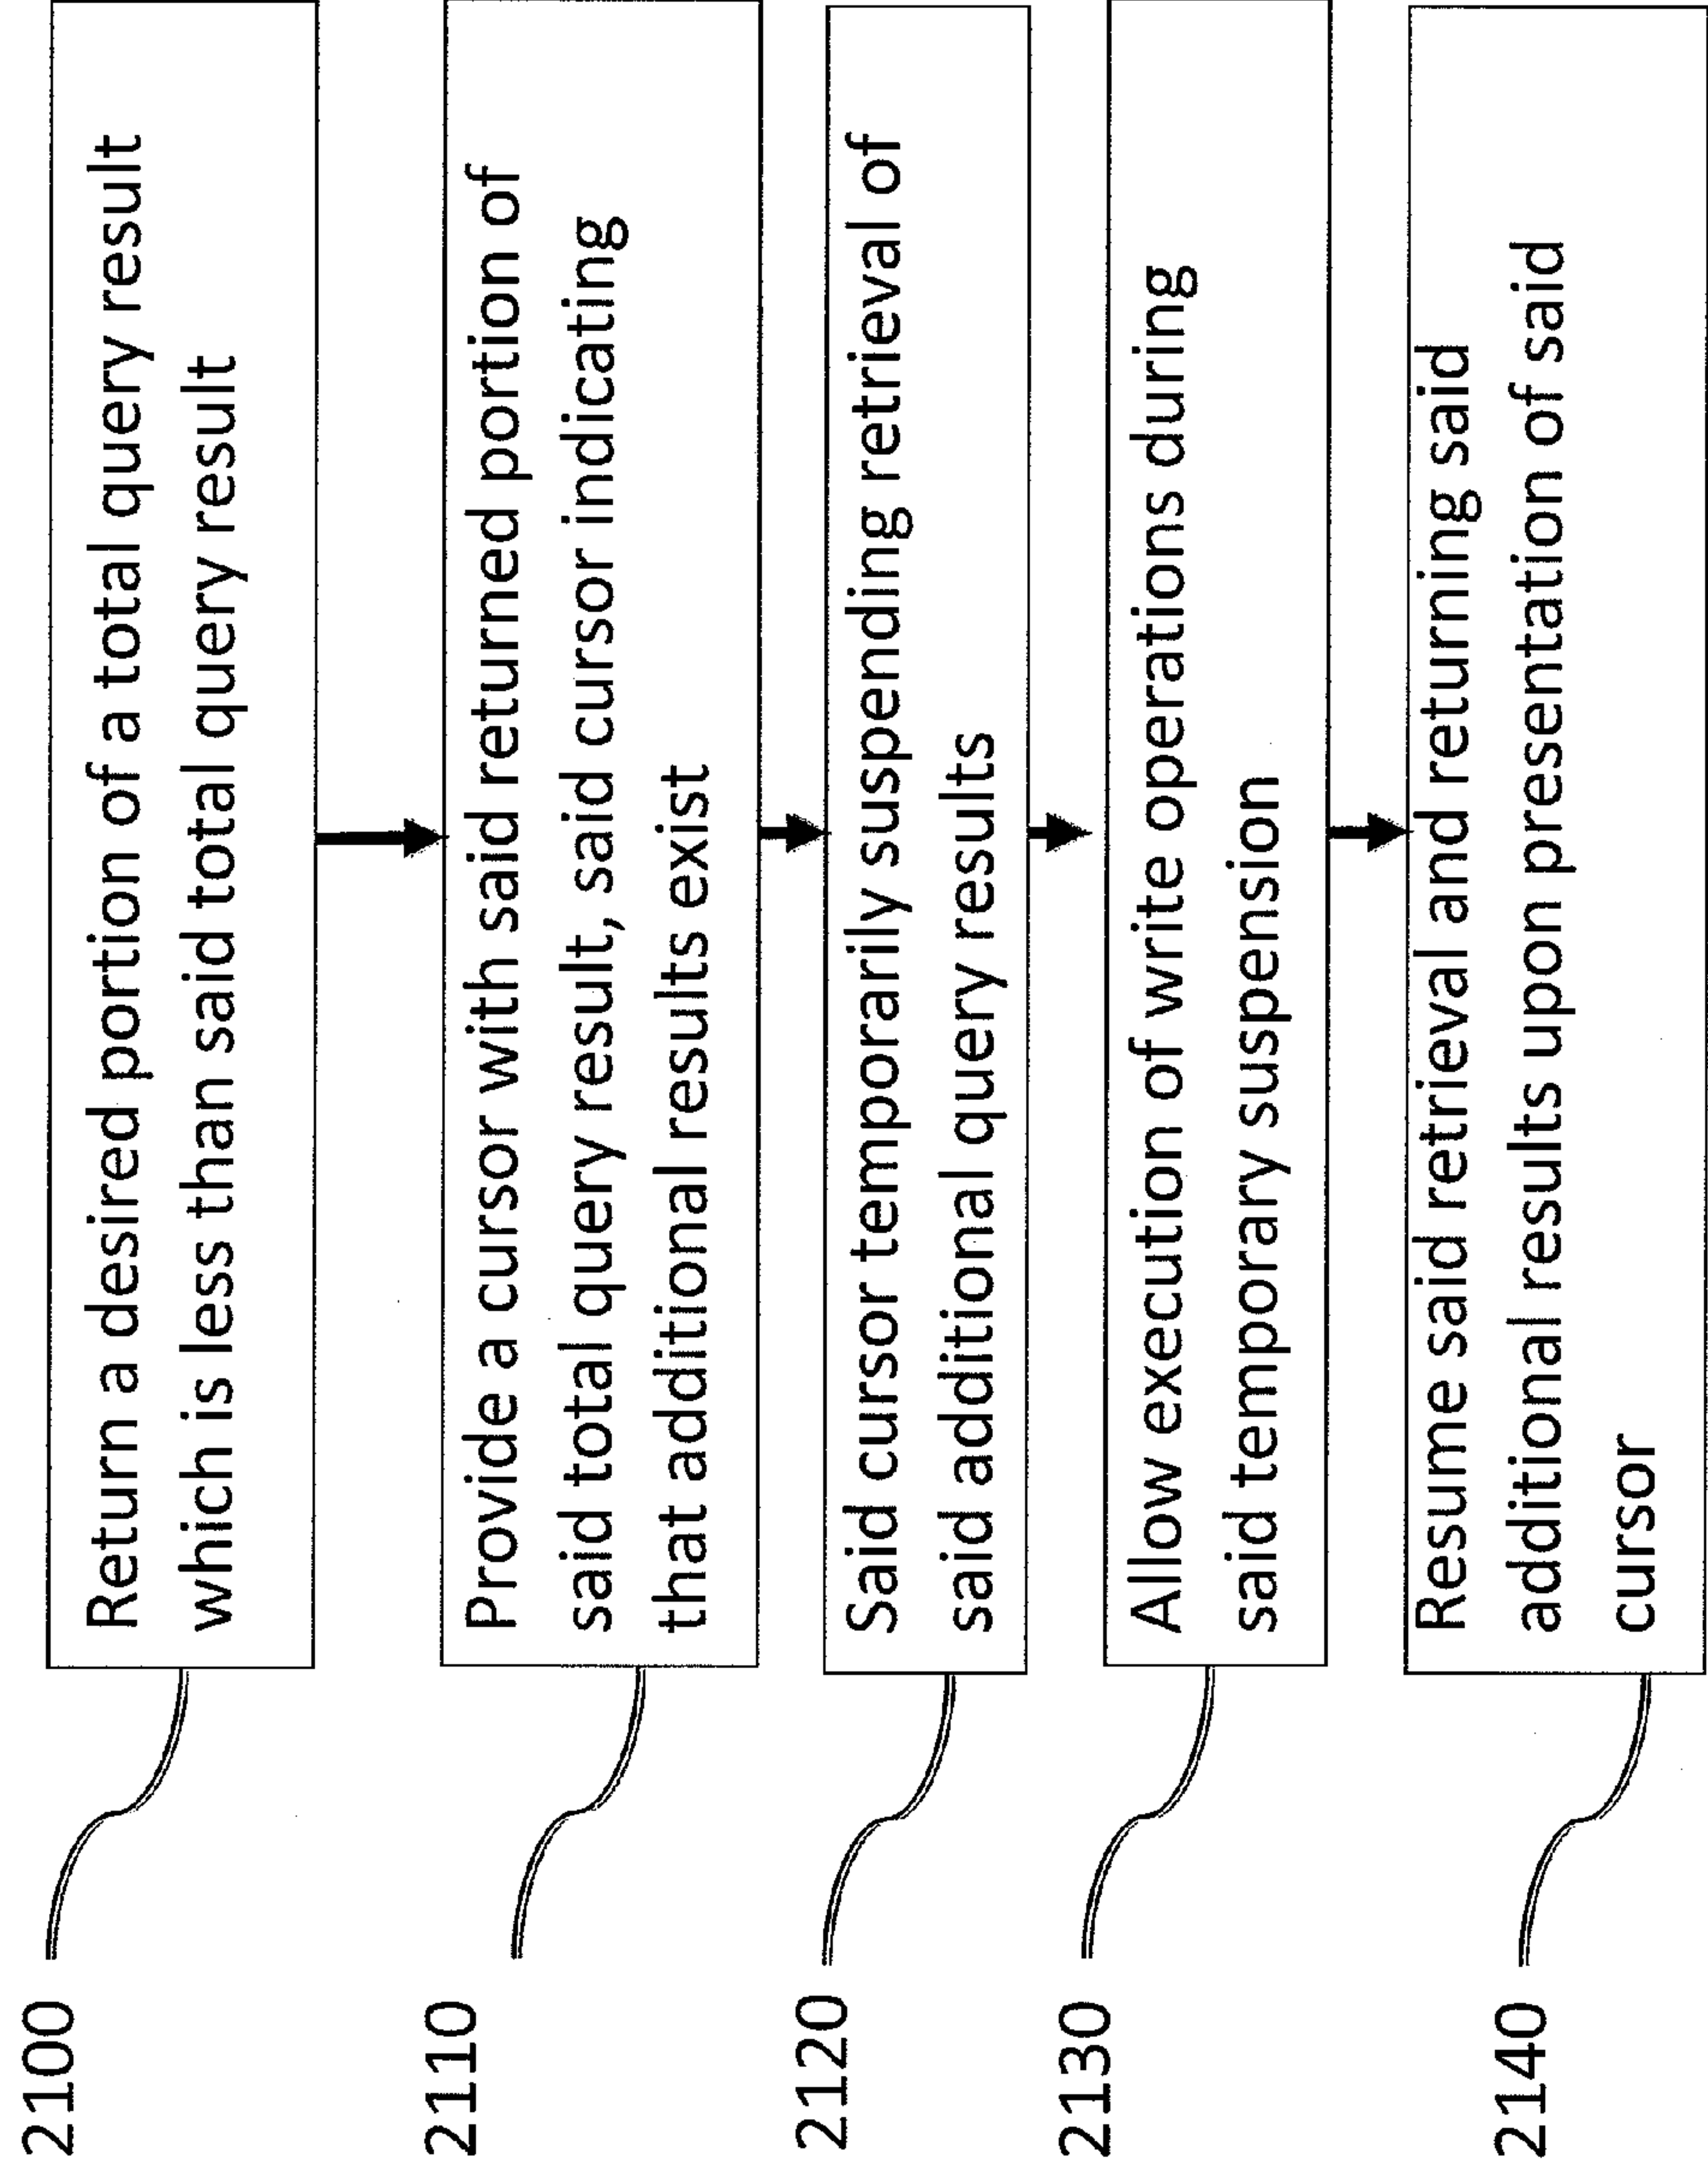 2100
Return a desired portion of a total query result
which is less than said total query result
2110
Provide a cursor with said returned portion of
said total query result, said cursor indicating
that additional results exist
2120
Said cursor temporarily suspending retrieval of
said additional query results
2130
Allow execution of write operations during
said temporary suspension
2140
Resume said retrieval and returning said
additional results upon presentation of said
cursor